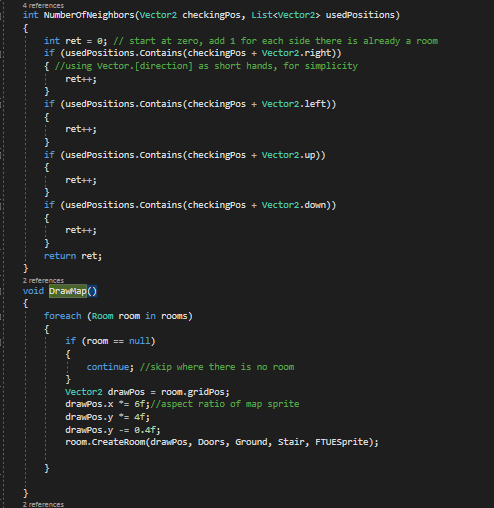 4 references
int NumberOfNeighbors(Vector2 checkingPos, List<Vector2> usedPositions)
{
int ret = 0; // start at zero, add 1 for each side there is already a room
if (usedPositions.Contains(checkingPos + Vector2.right))
{ //using Vector.[direction] as short hands, for simplicity
ret++;
}
if (usedPositions.Contains(checkingPos + Vector2.left))
{
ret++;
}
if (usedPositions.Contains(checkingPos + Vector2.up))
{
ret++;
}
if (usedPositions.Contains(checkingPos + Vector2.down))
{
ret++;
}
return ret;
}
2 references
void DrawMap()
{
foreach (Room room in rooms)
{
if (room == null)
{
continue; //skip where there is no room
}
Vector2 drawPos = room.gridPos;
drawPos.x *= 6f;//aspect ratio of map sprite
drawPos.y *= 4f;
drawPos.y -= 0.4f;
room.CreateRoom(drawPos, Doors, Ground, Stair, FTUESprite);
}
}
2 references